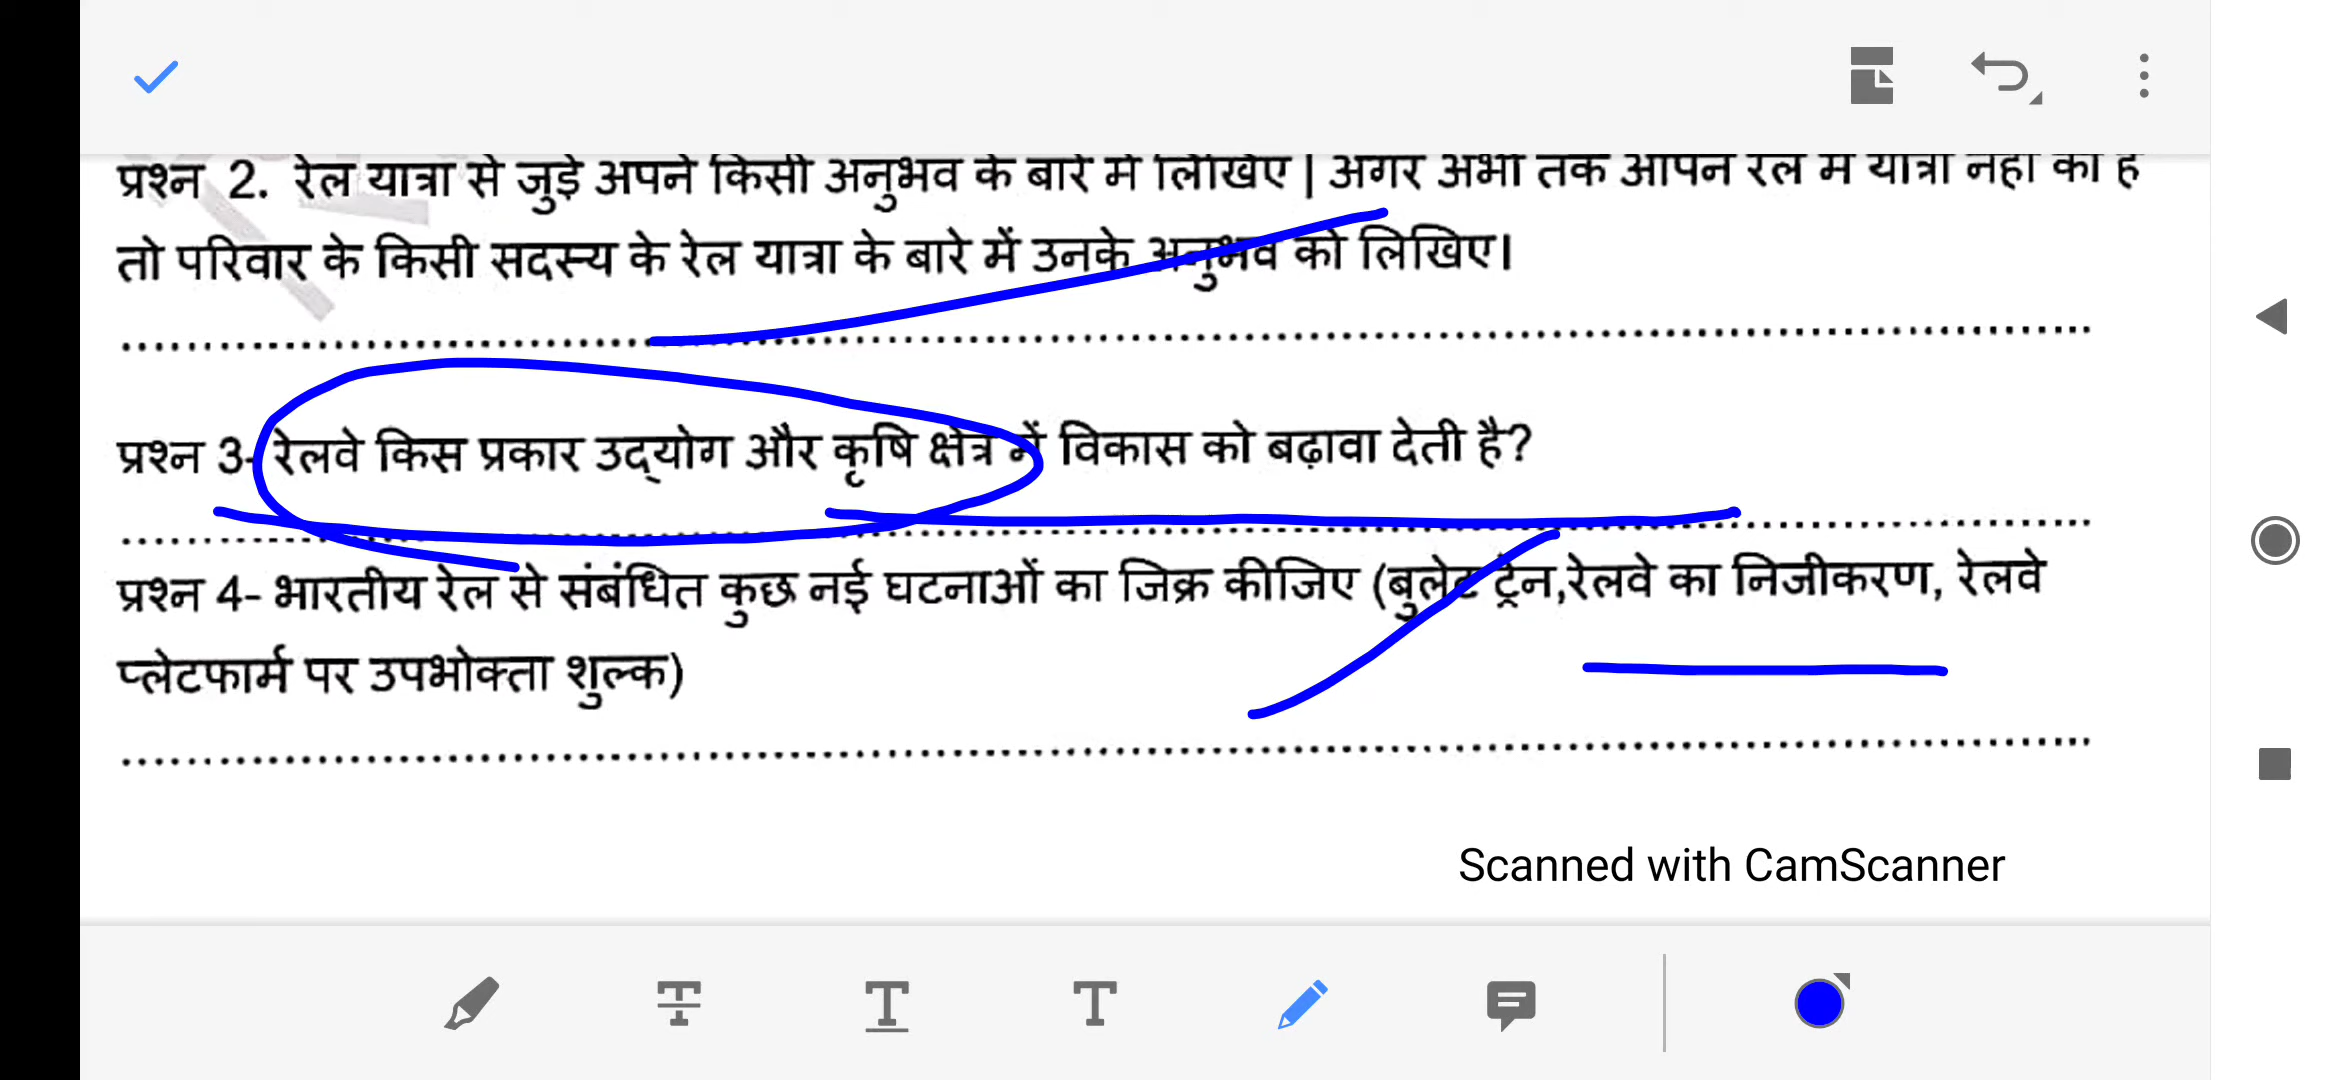 प्रश्न 2. रेल यात्रा से जुड़े अपने किसी अनुभव के बारे में लिखिए | अगर अभी तक आपने रेल में यात्रा नहीं की है
तो परिवार के किसी सदस्य के रेल यात्रा के बारे में उनके अनुभव को लिखिए।
प्रश्न 3- रेलवे किस प्रकार उद्योग और कृषि क्षेत्र में विकास को बढ़ावा देती है?
प्रश्न 4- भारतीय रेल से संबंधित कुछ नई घटनाओं का जिक्र कीजिए (बुलेट ट्रेन,रेलवे का निजीकरण, रेलवे
प्लेटफार्म पर उपभोक्ता शुल्क)
Scanned with CamScanner